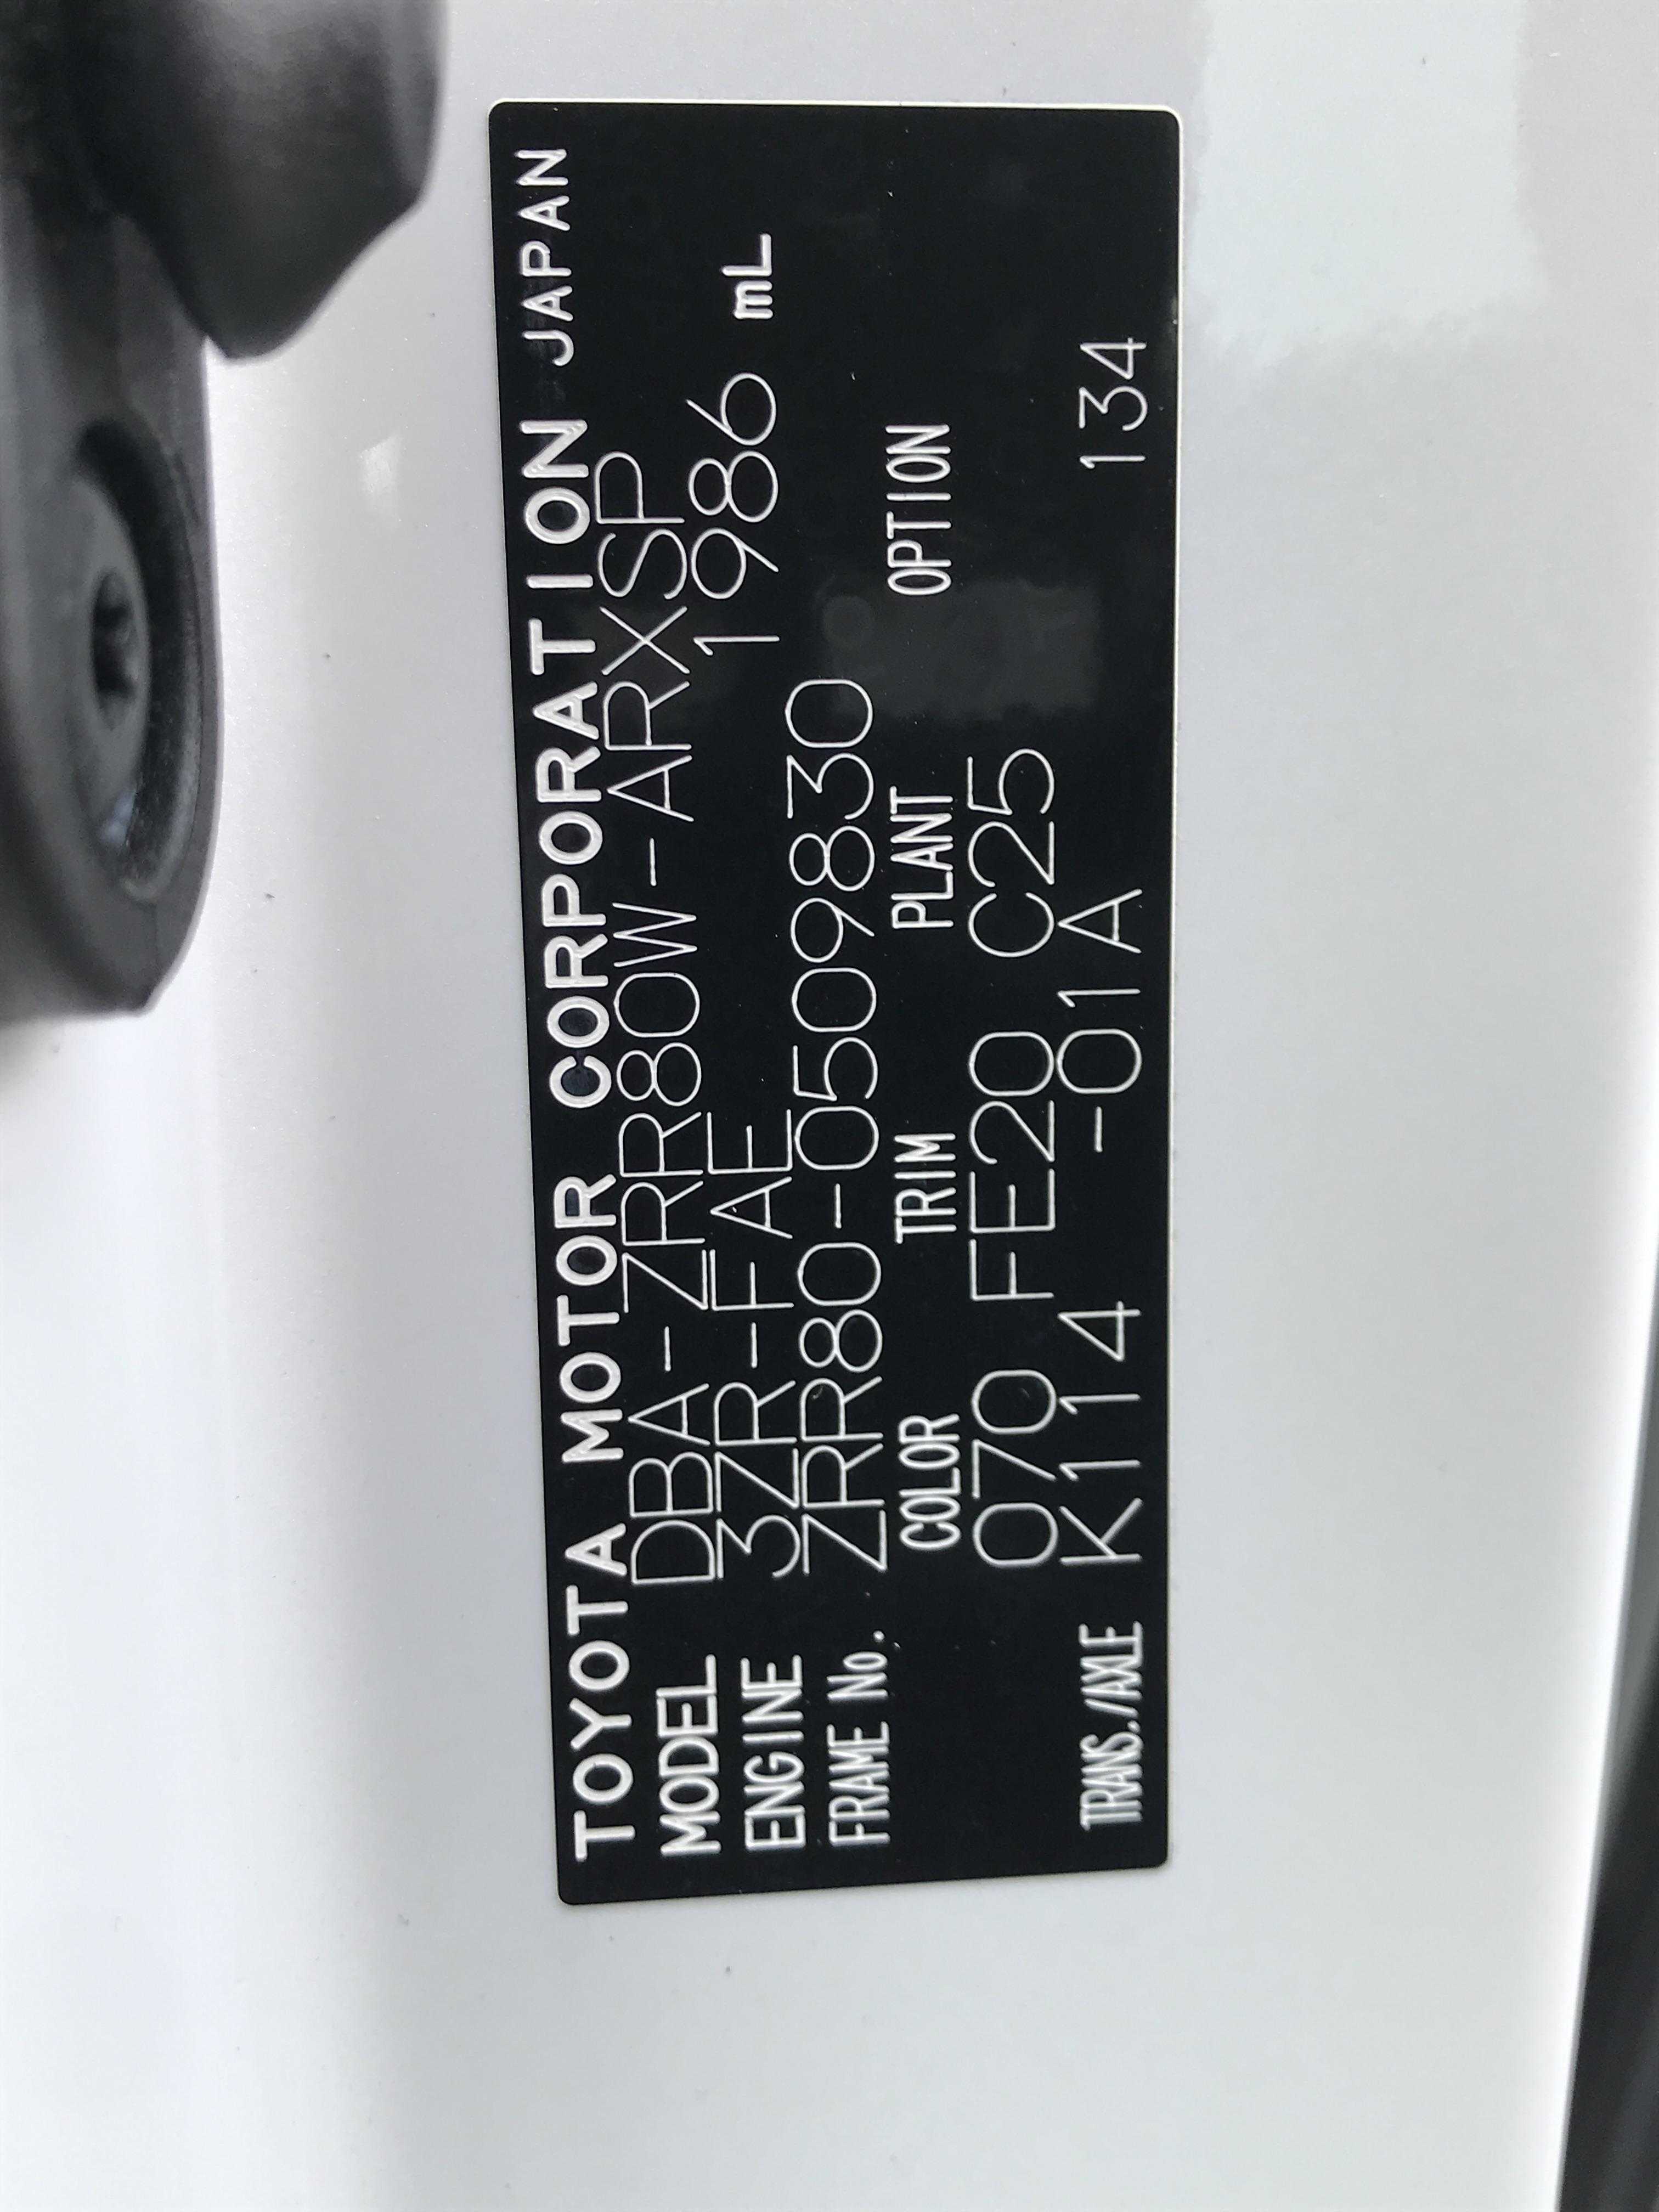 TOYOTA MOTOR CORPORATION JAPAN
MODEL DBA-ZRR80W-ARXSP
ENGINE 3ZR-FAE 1986 mL
FRAME No. ZRR80-0509830
COLOR TRIM PLANT OPTION
070 FE20 C25
TRANS./AXLE K114 -01A 134